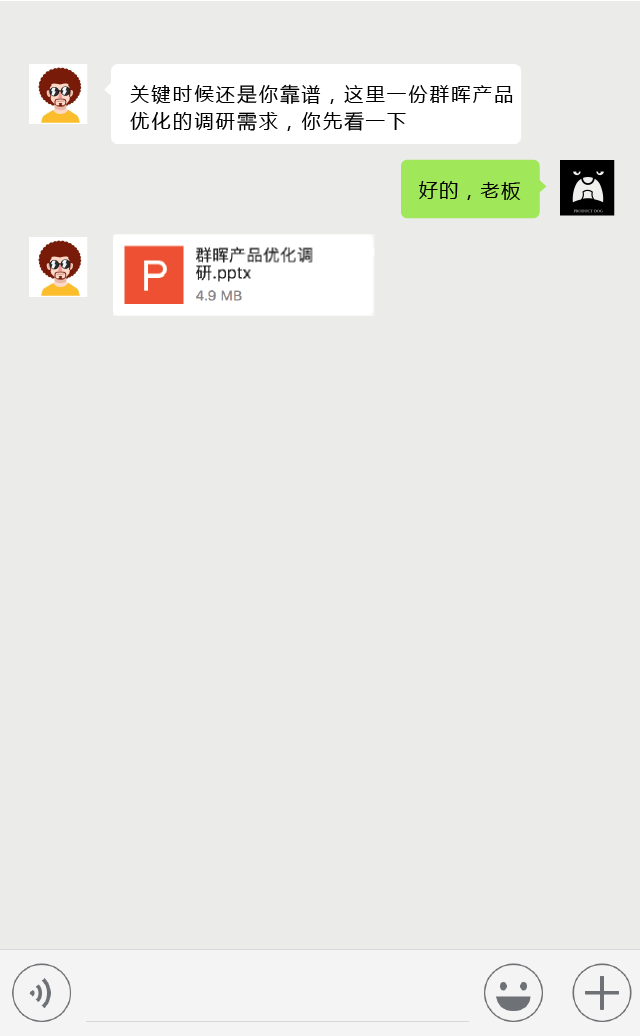 关键时候还是你靠谱，这里一份群晖产品
优化的调研需求，你先看一下
好的，老板
PRODUCT DOG
P
群晖产品优化调
研.pptx
4.9 MB